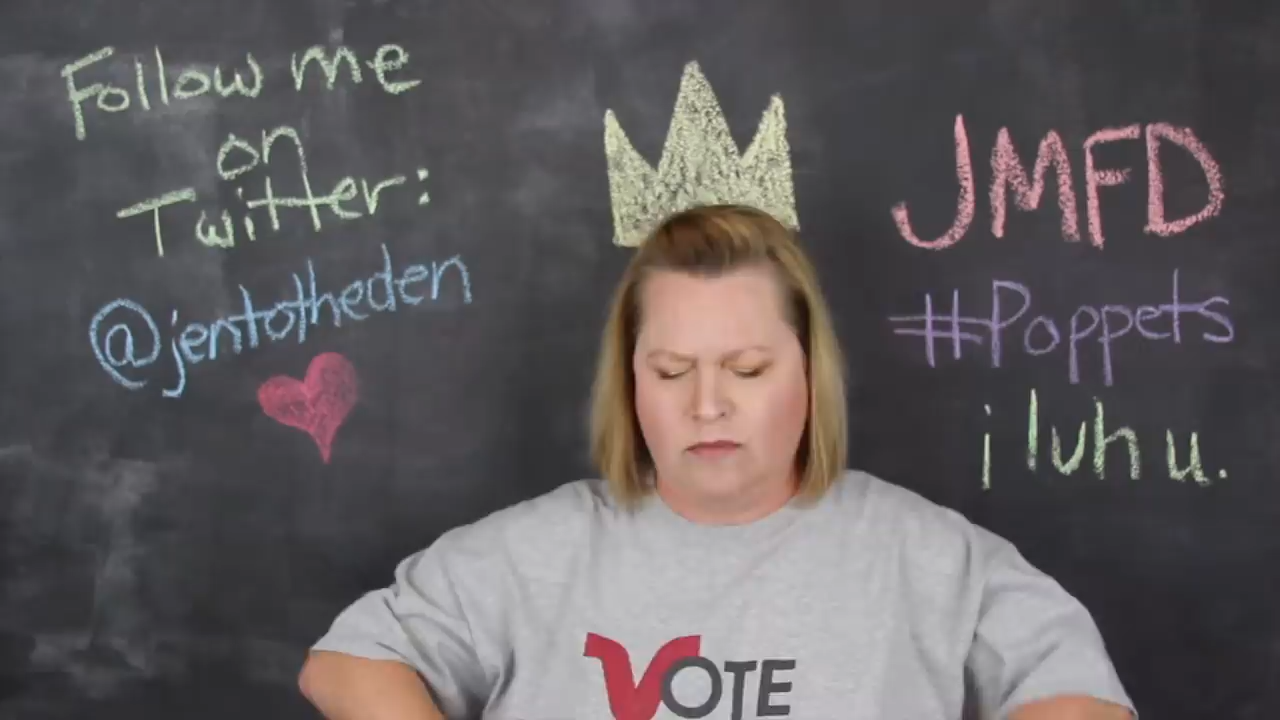 Follow me
on
Twitter:
@jentotheden
JMFD
#Poppets
i luh u.
VOTE